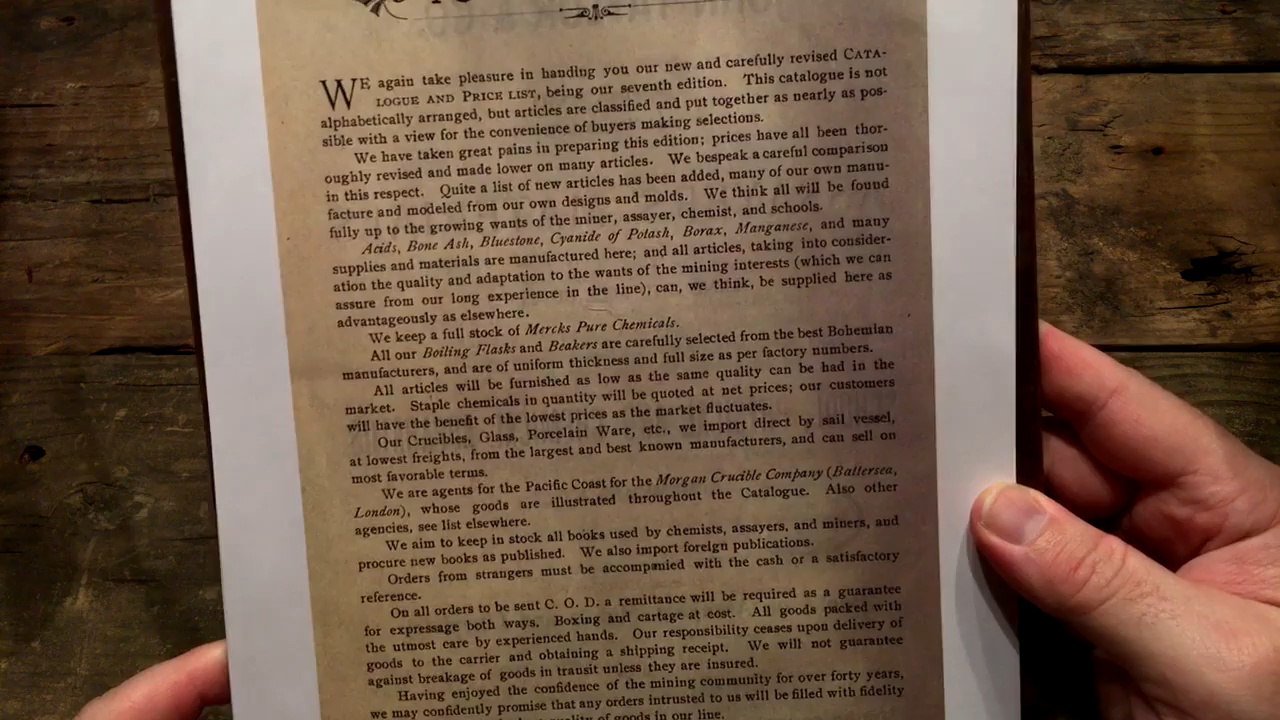 WE again take pleasure in handing you our new and carefully revised CATA-
LOGUE AND PRICE LIST, being our seventh edition. This catalogue is not
alphabetically arranged, but articles are classified and put together as nearly as pos-
sible with a view for the convenience of buyers making selections.
We have taken great pains in preparing this edition; prices have all been thor-
oughly revised and made lower on many articles. We bespeak a careful comparison
in this respect. Quite a list of new articles has been added, many of our own manu-
facture and modeled from our own designs and molds. We think all will be found
fully up to the growing wants of the miner, assayer, chemist, and schools.
Acids, Bone Ash, Bluestone, Cyanide of Potash, Borax, Manganese, and many
supplies and materials are manufactured here; and all articles, taking into consider-
ation the quality and adaptation to the wants of the mining interests (which we can
assure from our long experience in the line), can, we think, be supplied here as
advantageously as elsewhere.
We keep a full stock of Mercks Pure Chemicals.
All our Boiling Flasks and Beakers are carefully selected from the best Bohemian
manufacturers, and are of uniform thickness and full size as per factory numbers.
All articles will be furnished as low as the same quality can be had in the
market. Staple chemicals in quantity will be quoted at net prices; our customers
will have the benefit of the lowest prices as the market fluctuates.
Our Crucibles, Glass, Porcelain Ware, etc., we import direct by sail vessel,
at lowest freights, from the largest and best known manufacturers, and can sell on
most favorable terms.
We are agents for the Pacific Coast for the Morgan Crucible Company (Battersea,
London), whose goods are illustrated throughout the Catalogue. Also other
agencies, see list elsewhere.
We aim to keep in stock all books used by chemists, assayers, and miners, and
procure new books as published. We also import foreign publications.
Orders from strangers must be accompanied with the cash or a satisfactory
reference.
On all orders to be sent C. O. D. a remittance will be required as a guarantee
for expressage both ways. Boxing and cartage at cost. All goods packed with
the utmost care by experienced hands. Our responsibility ceases upon delivery of
goods to the carrier and obtaining a shipping receipt. We will not guarantee
against breakage of goods in transit unless they are insured.
Having enjoyed the confidence of the mining community for over forty years,
we may confidently promise that any orders intrusted to us will be filled with fidelity
quality of goods in our line.